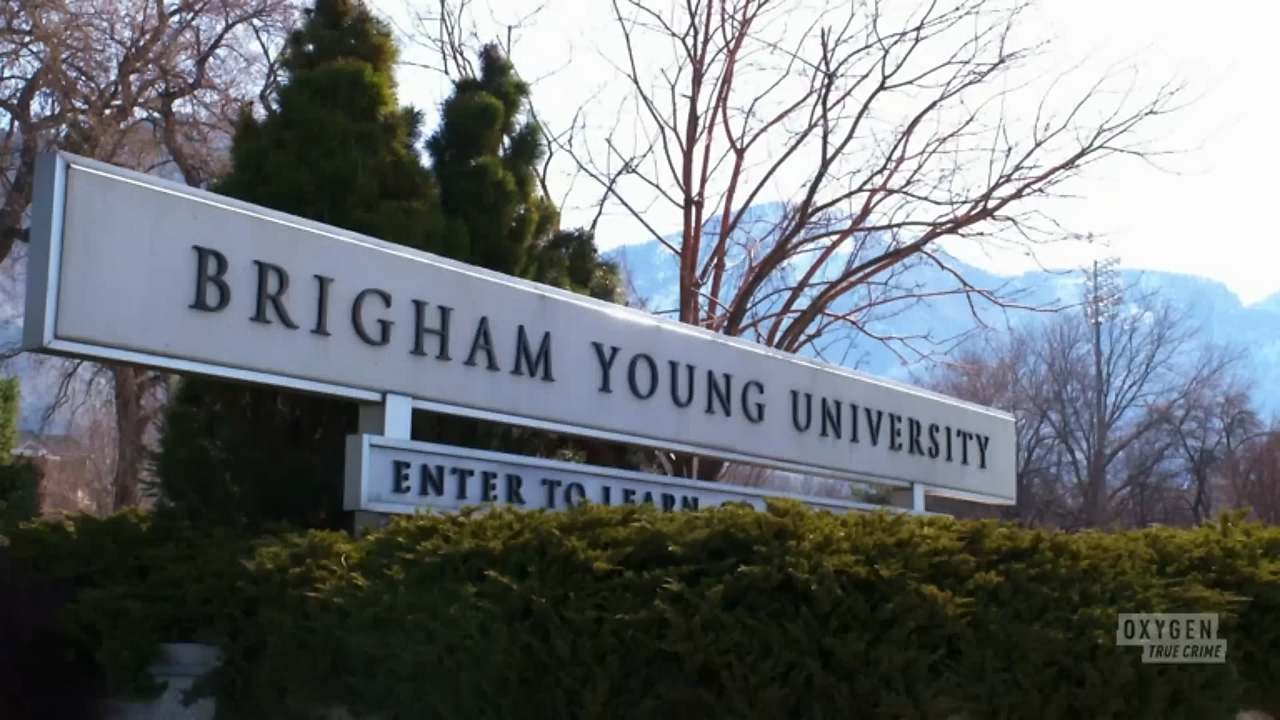 BRIGHAM YOUNG UNIVERSITY
ENTER TO LEARN
OXYGEN
TRUE CRIME